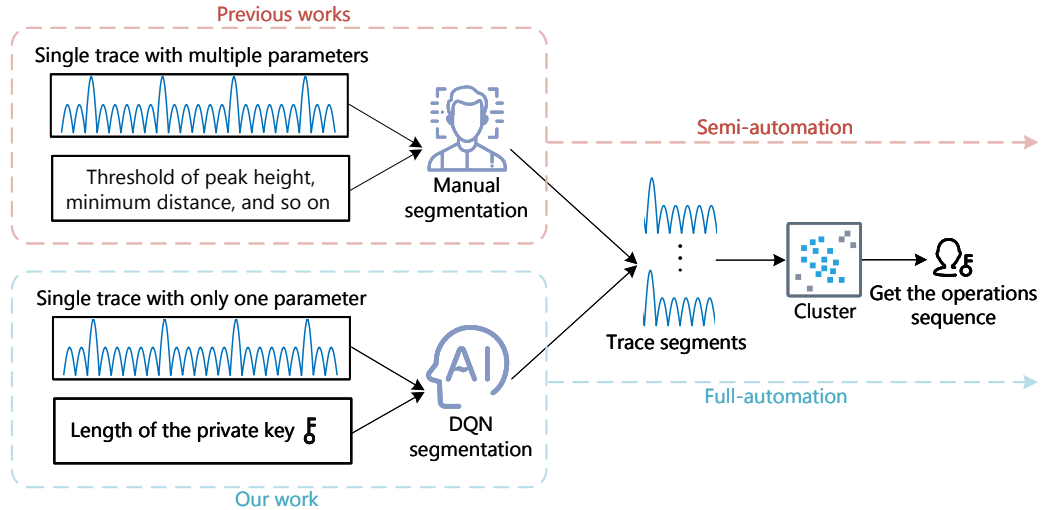 Previous works
Single trace with multiple parameters
Threshold of peak height,
minimum distance, and so on
Manual
segmentation
Semi-automation
Single trace with only one parameter
Length of the private key
AI
DQN
segmentation
Our work
Trace segments
Cluster
Get the operations
sequence
Full-automation